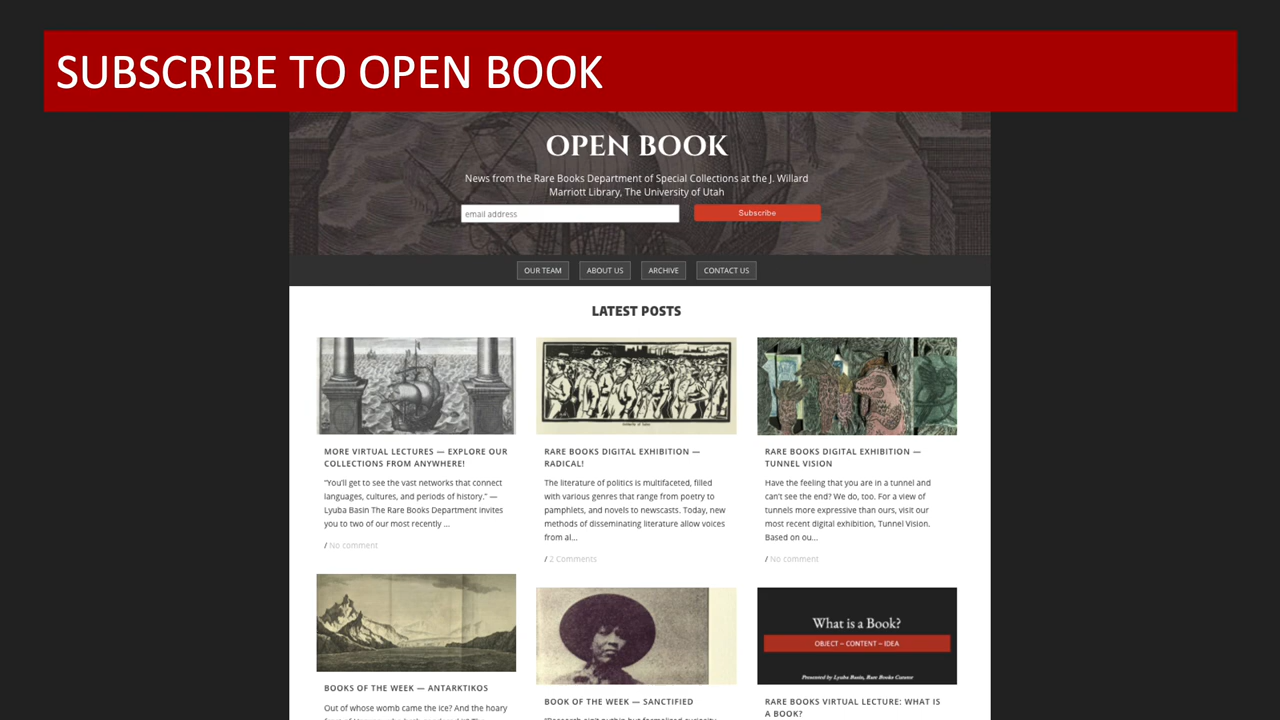 SUBSCRIBE TO OPEN BOOK
OPEN BOOK
News from the Rare Books Department of Special Collections at the J. Willard
Marriott Library, The University of Utah
email address
Subscribe
OUR TEAM
ABOUT US
ARCHIVE
CONTACT US
LATEST POSTS
MORE VIRTUAL LECTURES — EXPLORE OUR
COLLECTIONS FROM ANYWHERE!
"You'll get to see the vast networks that connect
languages, cultures, and periods of history." —
Lyuba Basin The Rare Books Department invites
you to two of our most recently ...
/ No comment
RARE BOOKS DIGITAL EXHIBITION —
RADICAL!
The literature of politics is multifaceted, filled
with various genres that range from poetry to
pamphlets, and novels to newscasts. Today, new
methods of disseminating literature allow voices
from al...
/ 2 Comments
RARE BOOKS DIGITAL EXHIBITION —
TUNNEL VISION
Have the feeling that you are in a tunnel and
can't see the end? We do, too. For a view of
tunnels more expressive than ours, visit our
most recent digital exhibition, Tunnel Vision.
Based on ou...
/ No comment
BOOKS OF THE WEEK — ANTARKTIKOS
Out of whose womb came the ice? And the hoary
BOOK OF THE WEEK — SANCTIFIED
What is a Book?
OBJECT – CONTENT – IDEA
Presented by Lyuba Basin, Rare Books Curator
RARE BOOKS VIRTUAL LECTURE: WHAT IS
A BOOK?